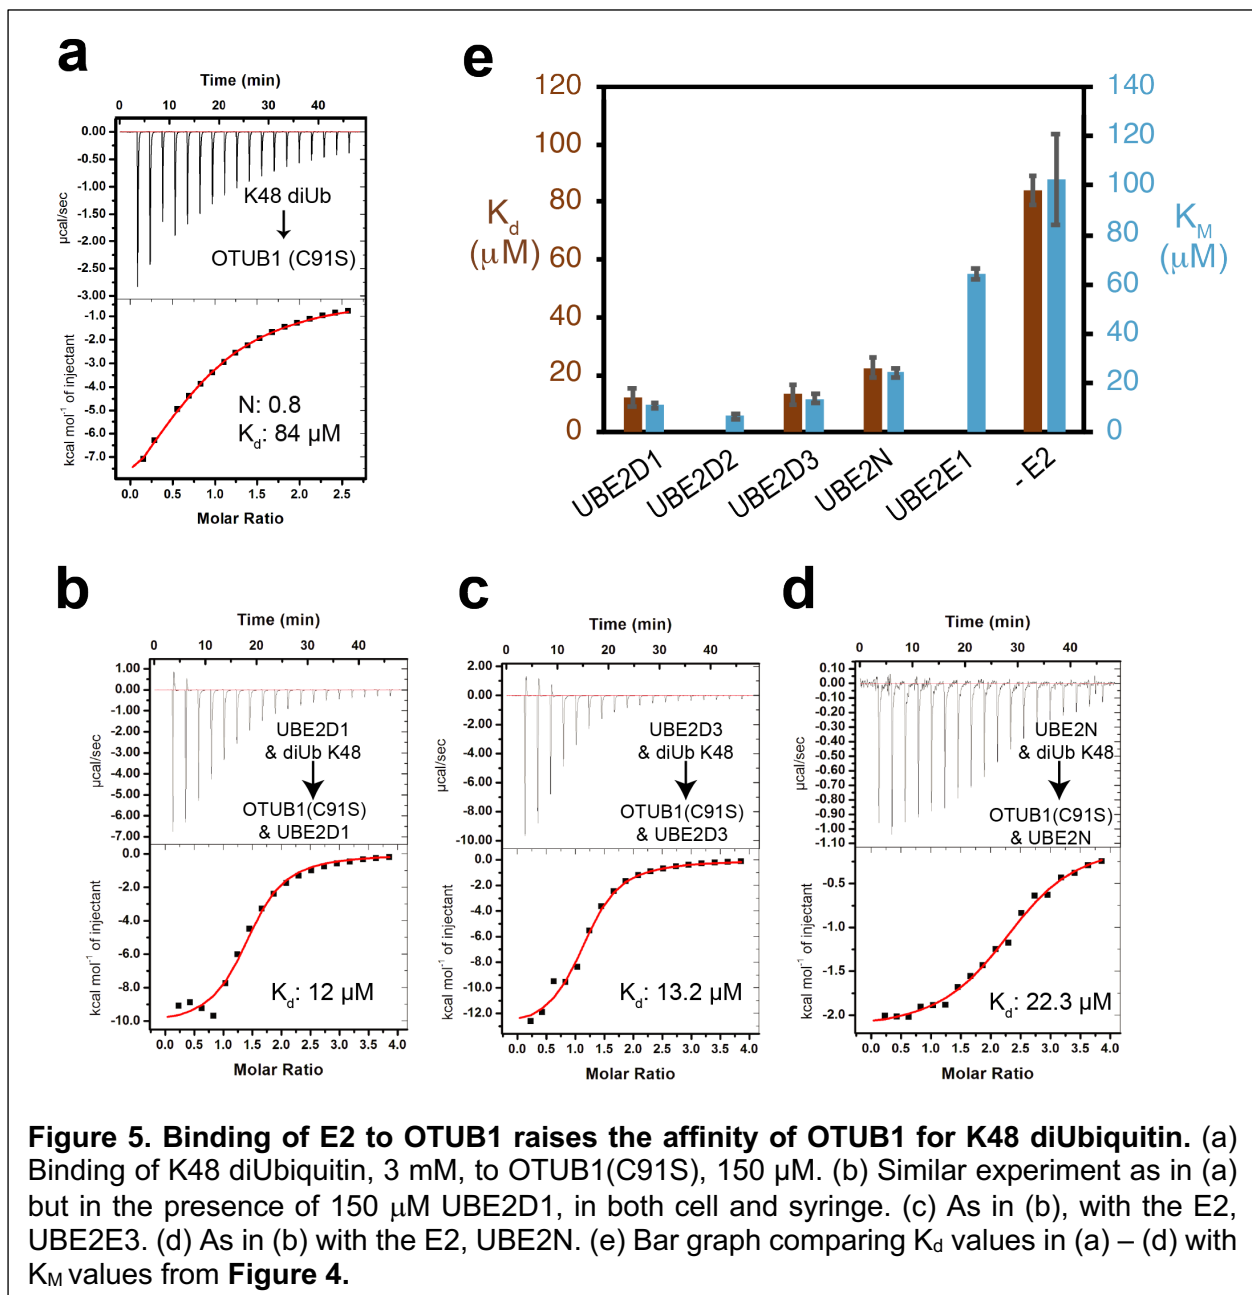 a
Time (min)
0 10 20 30 40
0.00
-0.50
-1.00
-1.50
-2.00
-2.50
-3.00
µcal/sec
K48 diUb
OTUB1 (C91S)
-1.0
-2.0
-3.0
-4.0
-5.0
-6.0
-7.0
kcal mol⁻¹ of injectant
N: 0.8
Kd: 84 µM
0.0 0.5 1.0 1.5 2.0 2.5
Molar Ratio
e
120
100
80
60
40
20
0
Kd
(µM)
140
120
100
80
60
40
20
0
KM
(µM)
UBE2D1
UBE2D2
UBE2D3
UBE2N
UBE2E1
- E2
b
Time (min)
0 10 20 30 40
1.00
0.00
-1.00
-2.00
-3.00
-4.00
-5.00
-6.00
-7.00
µcal/sec
UBE2D1
& diUb K48
OTUB1(C91S)
& UBE2D1
0.0
-2.0
-4.0
-6.0
-8.0
-10.0
kcal mol⁻¹ of injectant
Kd: 12 µM
0.0 0.5 1.0 1.5 2.0 2.5 3.0 3.5 4.0
Molar Ratio
c
Time (min)
0 10 20 30 40
2.00
0.00
-2.00
-4.00
-6.00
-8.00
-10.00
µcal/sec
UBE2D3
& diUb K48
OTUB1(C91S)
& UBE2D3
0.0
-2.0
-4.0
-6.0
-8.0
-10.0
-12.0
kcal mol⁻¹ of injectant
Kd: 13.2 µM
0.0 0.5 1.0 1.5 2.0 2.5 3.0 3.5 4.0
Molar Ratio
d
Time (min)
0 10 20 30 40
0.10
0.00
-0.10
-0.20
-0.30
-0.40
-0.50
-0.60
-0.70
-0.80
-0.90
-1.00
-1.10
µcal/sec
UBE2N
& diUb K48
OTUB1(C91S)
& UBE2N
-0.5
-1.0
-1.5
-2.0
kcal mol⁻¹ of injectant
Kd: 22.3 µM
0.0 0.5 1.0 1.5 2.0 2.5 3.0 3.5 4.0
Molar Ratio
Figure 5. Binding of E2 to OTUB1 raises the affinity of OTUB1 for K48 diUbiquitin. (a)
Binding of K48 diUbiquitin, 3 mM, to OTUB1(C91S), 150 µM. (b) Similar experiment as in (a)
but in the presence of 150 µM UBE2D1, in both cell and syringe. (c) As in (b), with the E2,
UBE2E3. (d) As in (b) with the E2, UBE2N. (e) Bar graph comparing Kd values in (a) – (d) with
KM values from Figure 4.